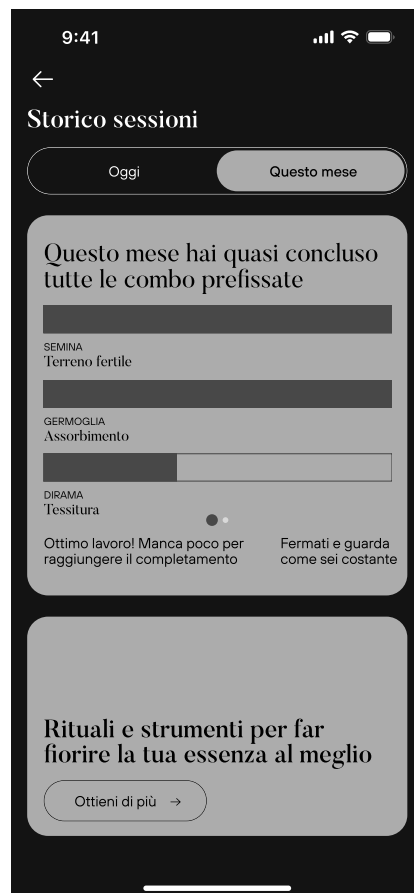 9:41
Storico sessioni
Oggi
Questo mese
Questo mese hai quasi concluso
tutte le combo prefissate
SEMINA
Terreno fertile
GERMOGLIA
Assorbimento
DIRAMA
Tessitura
Ottimo lavoro! Manca poco per
raggiungere il completamento
Fermati e guarda
come sei costante
Rituali e strumenti per far
fiorire la tua essenza al meglio
Ottieni di più →